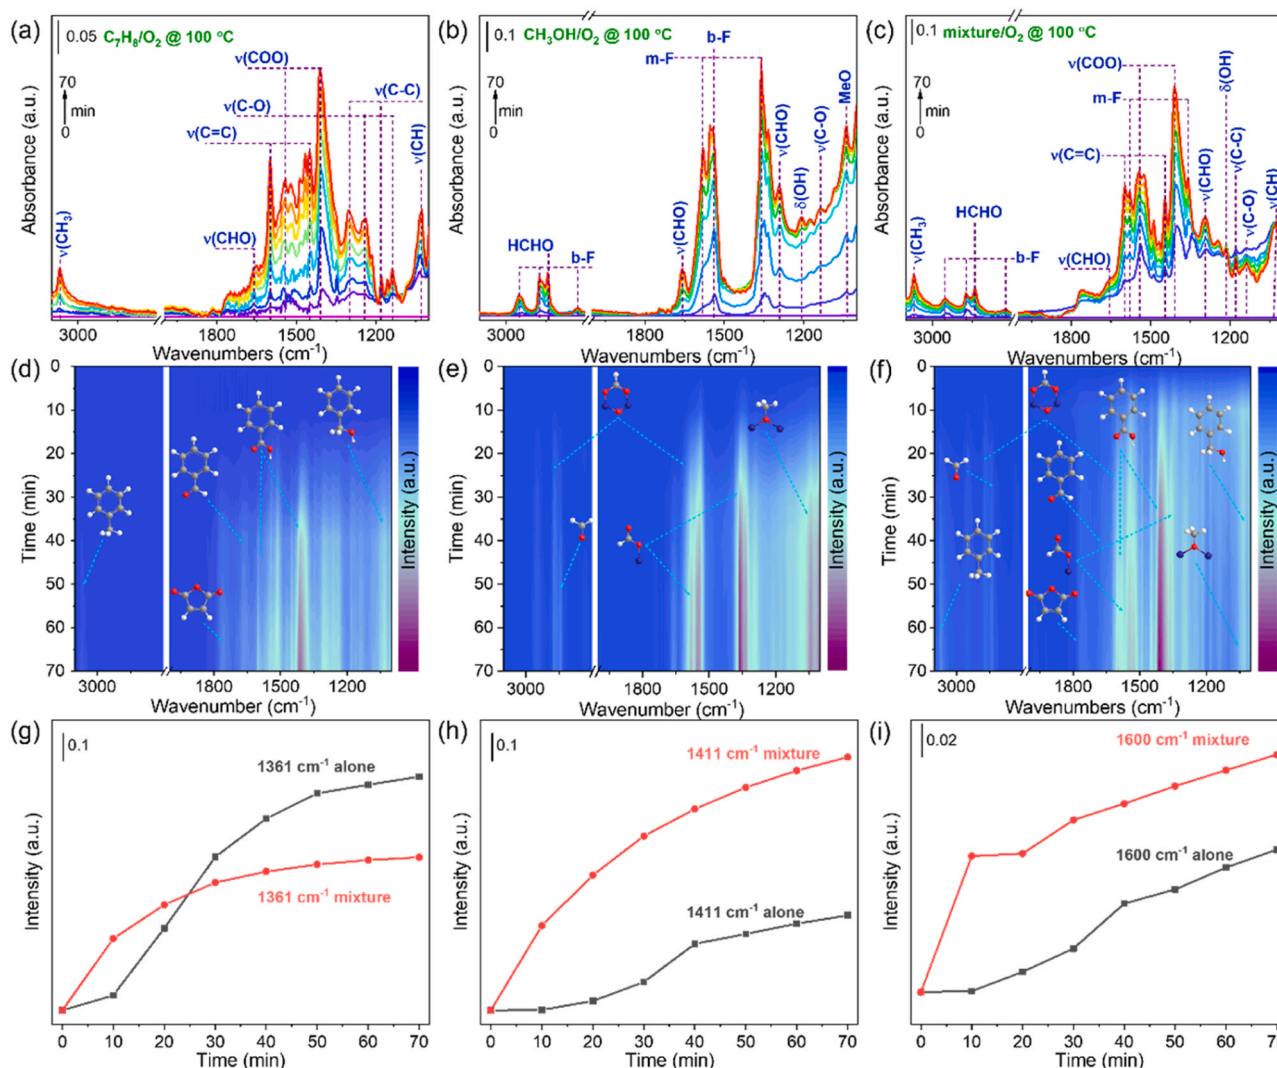 (a)
0.05 C₇H₈/O₂ @ 100 °C
ν(COO)
ν(C-O)
ν(C-C)
ν(C=C)
ν(CH)
ν(CH₃)
ν(CHO)
70
min
0
Absorbance (a.u.)
3000 1800 1500 1200
Wavenumbers (cm⁻¹)
(b)
0.1 CH₃OH/O₂ @ 100 °C
b-F
m-F
MeO
ν(CHO)
ν(C-O)
δ(OH)
ν(CHO)
HCHO
b-F
70
min
0
Absorbance (a.u.)
3000 1800 1500 1200
Wavenumbers (cm⁻¹)
(c)
0.1 mixture/O₂ @ 100 °C
ν(COO)
m-F
δ(OH)
ν(C=C)
ν(C-C)
ν(CHO)
ν(C-O)
ν(CH)
ν(CH₃)
HCHO
b-F
ν(CHO)
70
min
0
Absorbance (a.u.)
3000 1800 1500 1200
Wavenumbers (cm⁻¹)
(d)
0
10
20
30
40
50
60
70
Time (min)
3000 1800 1500 1200
Wavenumber (cm⁻¹)
Intensity (a.u.)
(e)
0
10
20
30
40
50
60
70
Time (min)
3000 1800 1500 1200
Wavenumber (cm⁻¹)
Intensity (a.u.)
(f)
0
10
20
30
40
50
60
70
Time (min)
3000 1800 1500 1200
Wavenumbers (cm⁻¹)
Intensity (a.u.)
(g)
0.1
1361 cm⁻¹ alone
1361 cm⁻¹ mixture
Intensity (a.u.)
0 10 20 30 40 50 60 70
Time (min)
(h)
0.1
1411 cm⁻¹ mixture
1411 cm⁻¹ alone
Intensity (a.u.)
0 10 20 30 40 50 60 70
Time (min)
(i)
0.02
1600 cm⁻¹ mixture
1600 cm⁻¹ alone
Intensity (a.u.)
0 10 20 30 40 50 60 70
Time (min)